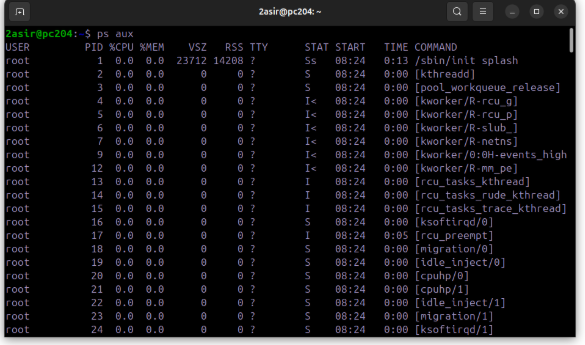 2asir@pc204: ~
2asir@pc204:~$ ps aux
USER PID %CPU %MEM VSZ RSS TTY STAT START TIME COMMAND
root 1 0.0 0.0 23712 14208 ? Ss 08:24 0:13 /sbin/init splash
root 2 0.0 0.0 0 0 ? S 08:24 0:00 [kthreadd]
root 3 0.0 0.0 0 0 ? S 08:24 0:00 [pool_workqueue_release]
root 4 0.0 0.0 0 0 ? I< 08:24 0:00 [kworker/R-rcu_g]
root 5 0.0 0.0 0 0 ? I< 08:24 0:00 [kworker/R-rcu_p]
root 6 0.0 0.0 0 0 ? I< 08:24 0:00 [kworker/R-slub_]
root 7 0.0 0.0 0 0 ? I< 08:24 0:00 [kworker/R-netns]
root 9 0.0 0.0 0 0 ? I< 08:24 0:00 [kworker/0:0H-events_high
root 12 0.0 0.0 0 0 ? I< 08:24 0:00 [kworker/R-mm_pe]
root 13 0.0 0.0 0 0 ? I 08:24 0:00 [rcu_tasks_kthread]
root 14 0.0 0.0 0 0 ? I 08:24 0:00 [rcu_tasks_rude_kthread]
root 15 0.0 0.0 0 0 ? I 08:24 0:00 [rcu_tasks_trace_kthread]
root 16 0.0 0.0 0 0 ? S 08:24 0:00 [ksoftirqd/0]
root 17 0.0 0.0 0 0 ? I 08:24 0:05 [rcu_preempt]
root 18 0.0 0.0 0 0 ? S 08:24 0:00 [migration/0]
root 19 0.0 0.0 0 0 ? S 08:24 0:00 [idle_inject/0]
root 20 0.0 0.0 0 0 ? S 08:24 0:00 [cpuhp/0]
root 21 0.0 0.0 0 0 ? S 08:24 0:00 [cpuhp/1]
root 22 0.0 0.0 0 0 ? S 08:24 0:00 [idle_inject/1]
root 23 0.0 0.0 0 0 ? S 08:24 0:00 [migration/1]
root 24 0.0 0.0 0 0 ? S 08:24 0:00 [ksoftirqd/1]